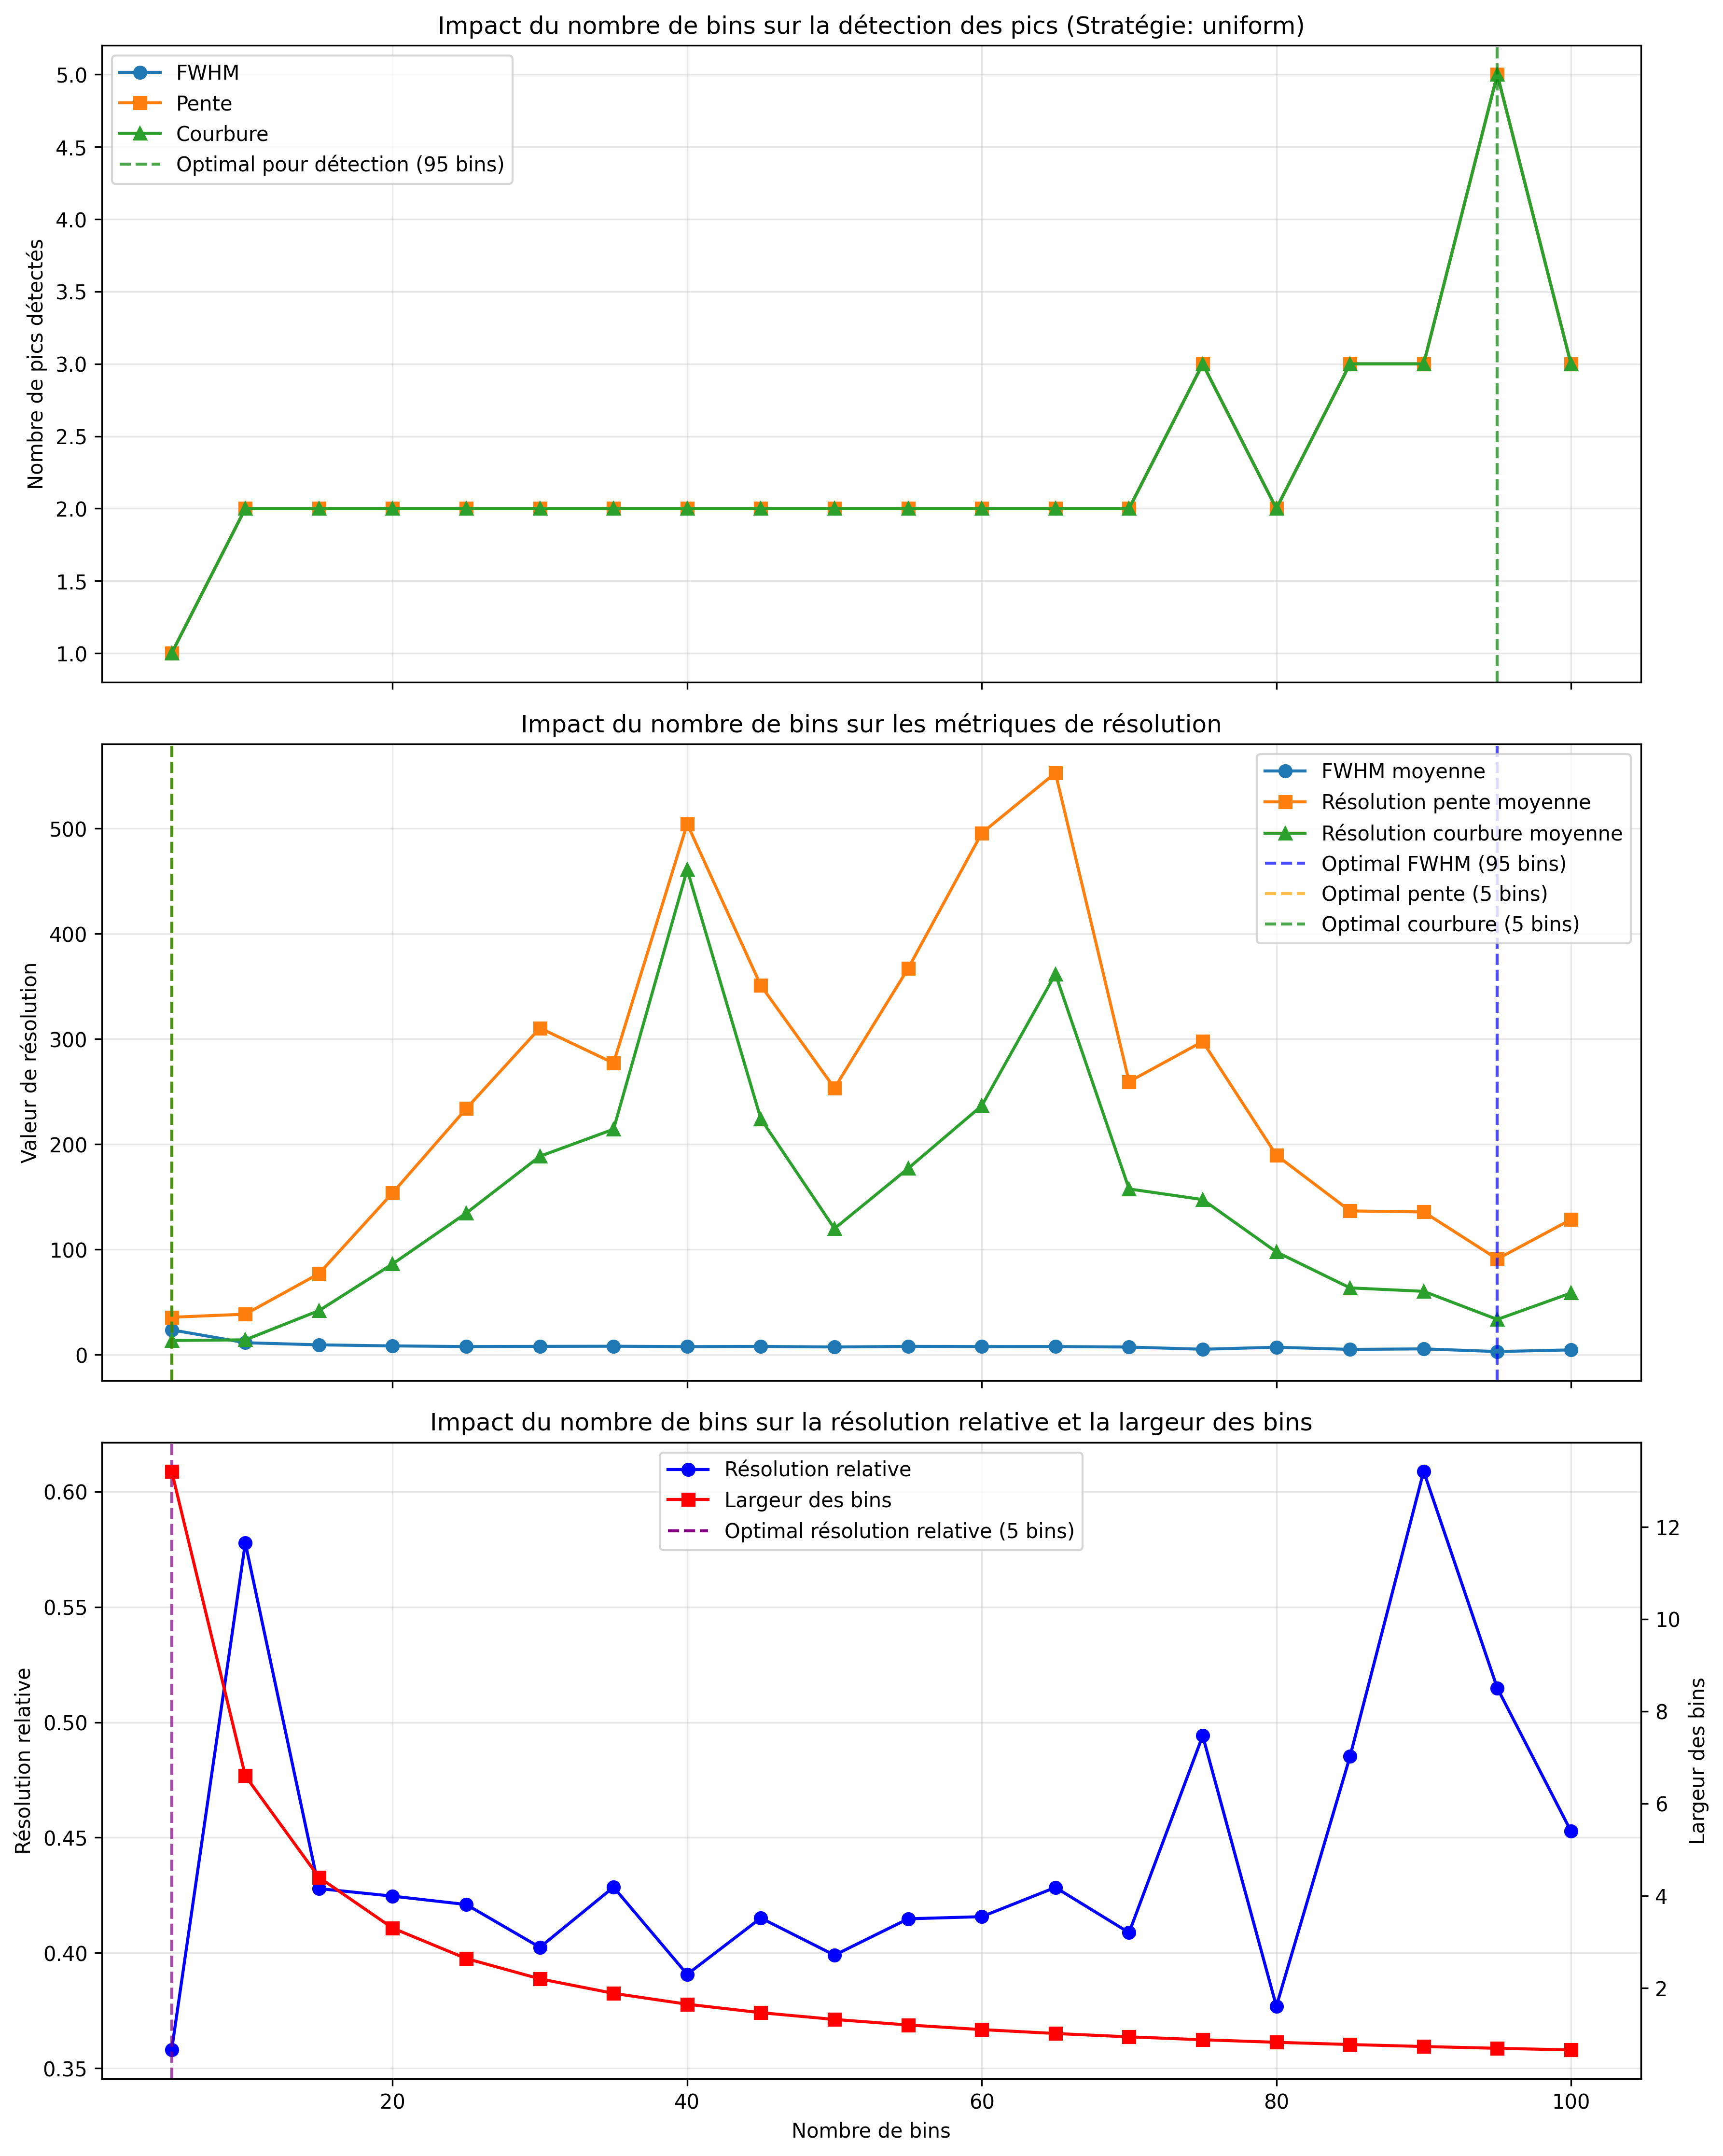 Impact du nombre de bins sur la détection des pics (Stratégie: uniform)
FWHM
Pente
Courbure
Optimal pour détection (95 bins)
Nombre de pics détectés
5.0
4.5
4.0
3.5
3.0
2.5
2.0
1.5
1.0
Impact du nombre de bins sur les métriques de résolution
FWHM moyenne
Résolution pente moyenne
Résolution courbure moyenne
Optimal FWHM (95 bins)
Optimal pente (5 bins)
Optimal courbure (5 bins)
Valeur de résolution
500
400
300
200
100
0
Impact du nombre de bins sur la résolution relative et la largeur des bins
Résolution relative
Largeur des bins
Optimal résolution relative (5 bins)
Résolution relative
0.60
0.55
0.50
0.45
0.40
0.35
12
10
8
6
4
2
Largeur des bins
20 40 60 80 100
Nombre de bins